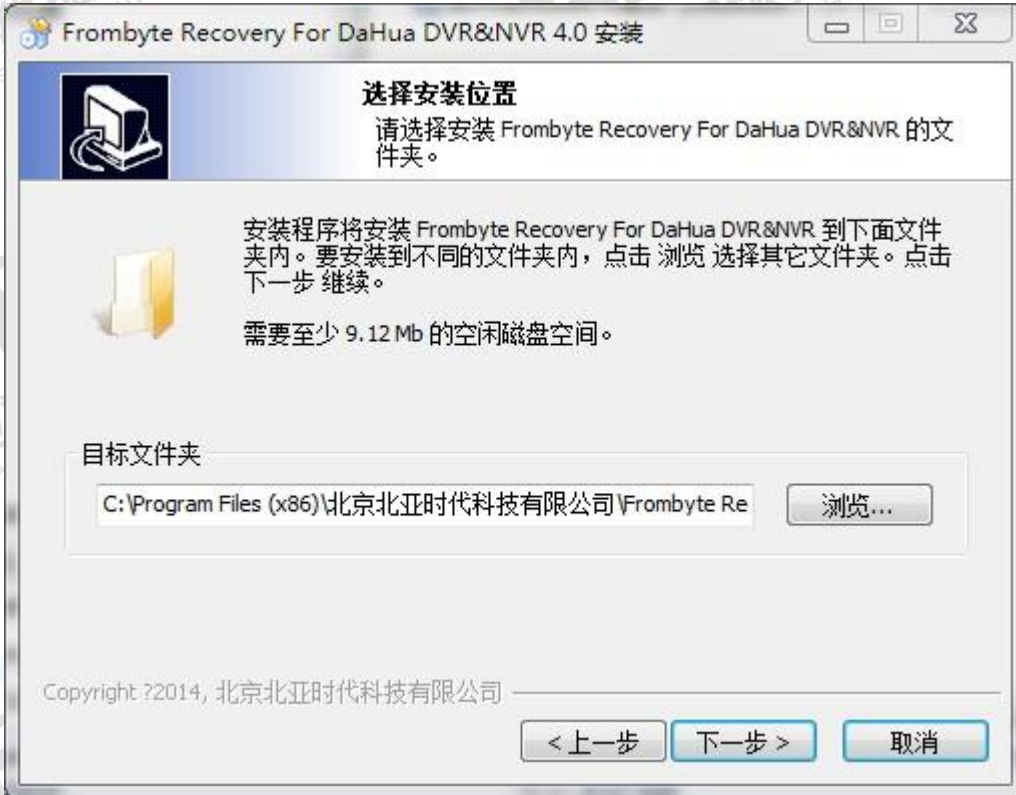 Frombyte Recovery For DaHua DVR&NVR 4.0 安装
选择安装位置
请选择安装 Frombyte Recovery For DaHua DVR&NVR 的文
件夹。
安装程序将安装 Frombyte Recovery For DaHua DVR&NVR 到下面文件
夹内。要安装到不同的文件夹内，点击 浏览 选择其它文件夹。点击
下一步 继续。
需要至少 9.12 Mb 的空闲磁盘空间。
目标文件夹
C:\Program Files (x86)\北京北亚时代科技有限公司\Frombyte Re
浏览...
Copyright ?2014, 北京北亚时代科技有限公司
< 上一步
下一步 >
取消